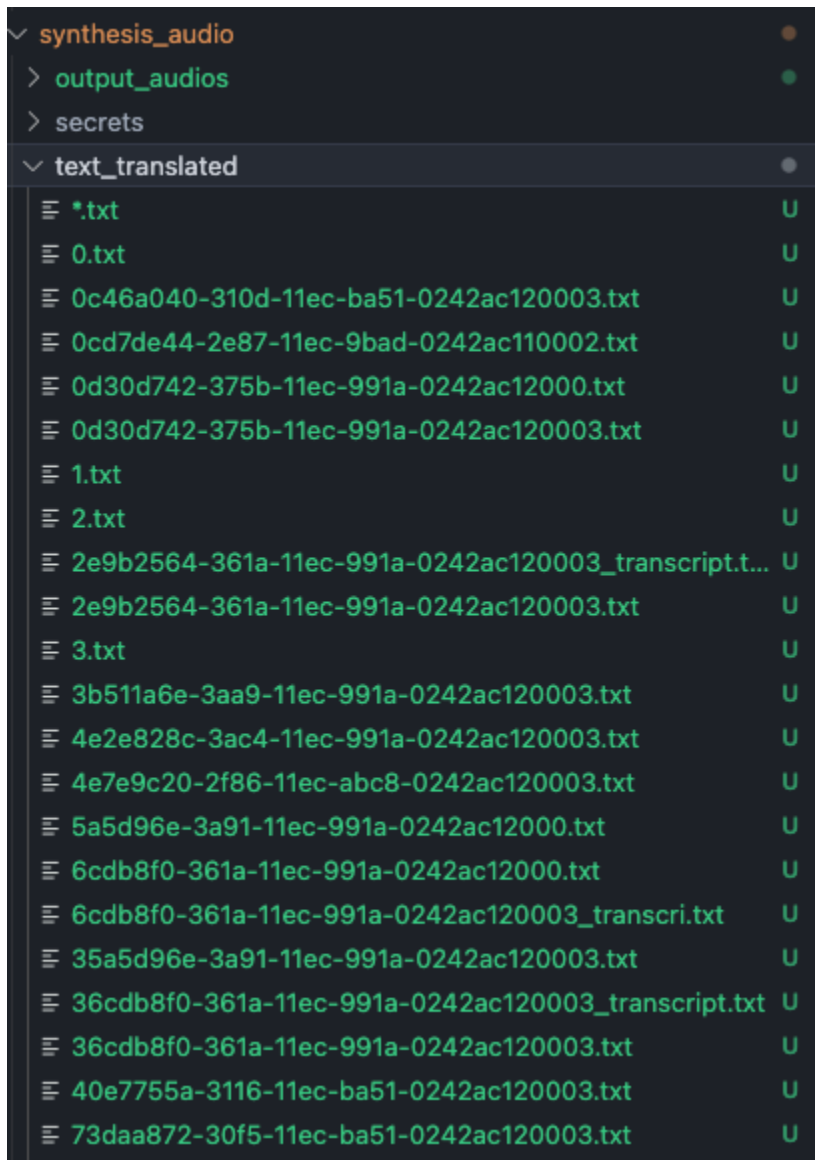 synthesis_audio
output_audios
secrets
text_translated
*.txt U
0.txt U
0c46a040-310d-11ec-ba51-0242ac120003.txt U
0cd7de44-2e87-11ec-9bad-0242ac110002.txt U
0d30d742-375b-11ec-991a-0242ac12000.txt U
0d30d742-375b-11ec-991a-0242ac120003.txt U
1.txt U
2.txt U
2e9b2564-361a-11ec-991a-0242ac120003_transcript.t... U
2e9b2564-361a-11ec-991a-0242ac120003.txt U
3.txt U
3b511a6e-3aa9-11ec-991a-0242ac120003.txt U
4e2e828c-3ac4-11ec-991a-0242ac120003.txt U
4e7e9c20-2f86-11ec-abc8-0242ac120003.txt U
5a5d96e-3a91-11ec-991a-0242ac12000.txt U
6cdb8f0-361a-11ec-991a-0242ac12000.txt U
6cdb8f0-361a-11ec-991a-0242ac120003_transcri.txt U
35a5d96e-3a91-11ec-991a-0242ac120003.txt U
36cdb8f0-361a-11ec-991a-0242ac120003_transcript.txt U
36cdb8f0-361a-11ec-991a-0242ac120003.txt U
40e7755a-3116-11ec-ba51-0242ac120003.txt U
73daa872-30f5-11ec-ba51-0242ac120003.txt U